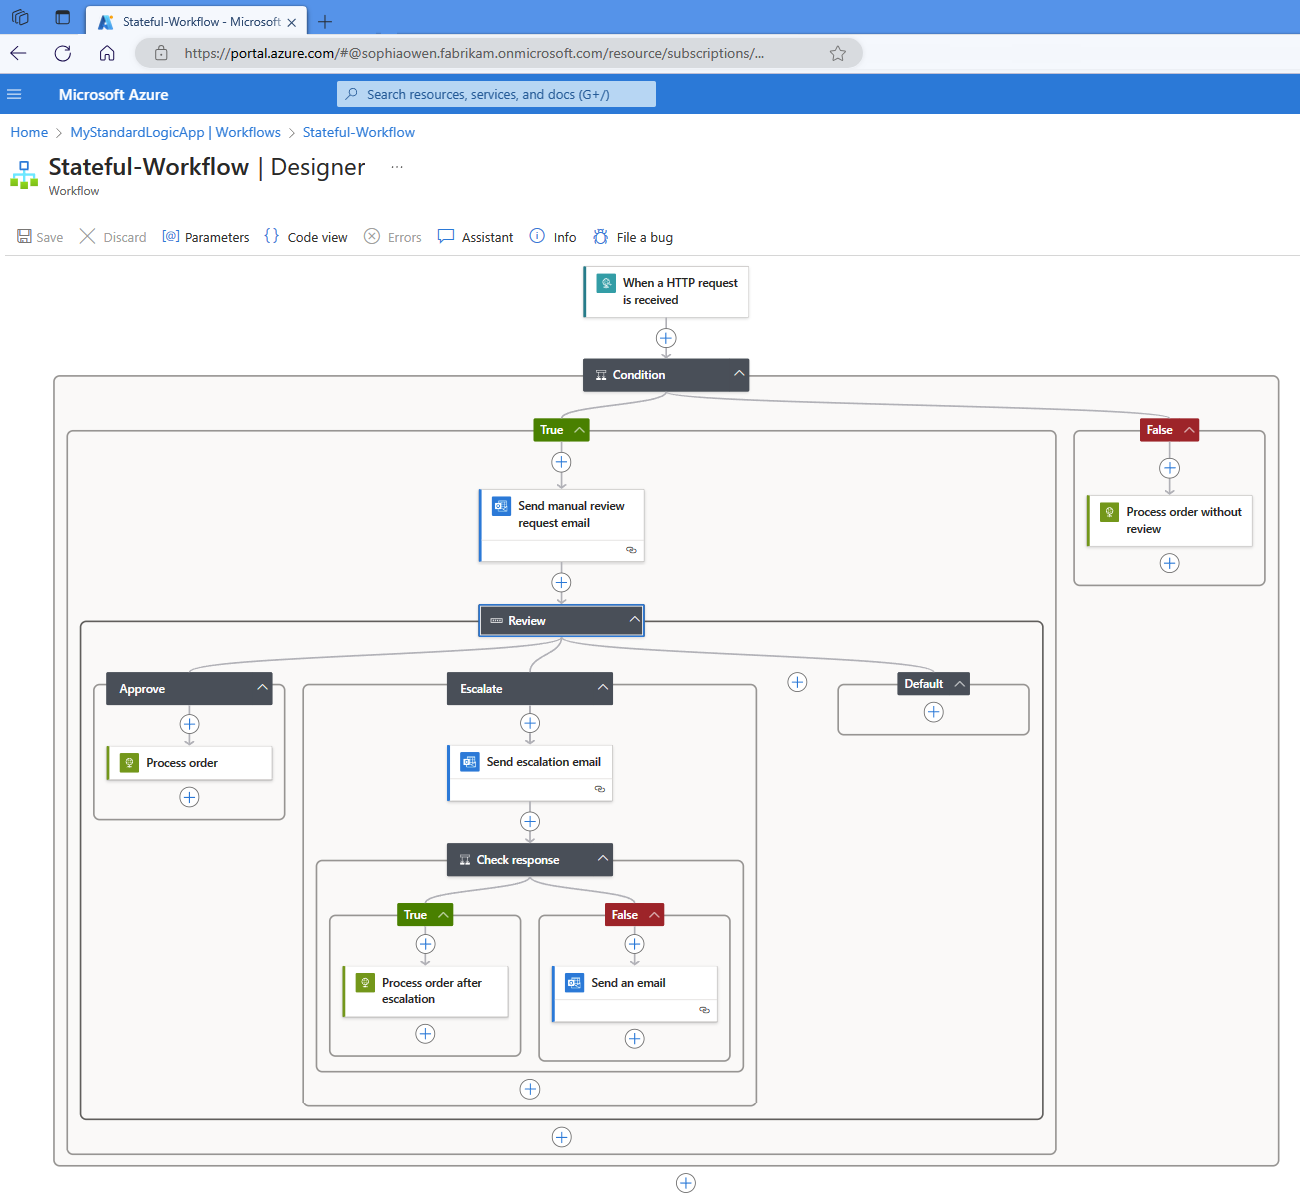 Stateful-Workflow - Microsoft
https://portal.azure.com/#@sophiaowen.fabrikam.onmicrosoft.com/resource/subscriptions/...
Microsoft Azure
Search resources, services, and docs (G+/)
Home > MyStandardLogicApp | Workflows > Stateful-Workflow
Stateful-Workflow | Designer ...
Workflow
Save Discard Parameters Code view Errors Assistant Info File a bug
When a HTTP request
is received
Condition
True
False
Send manual review
request email
Process order without
review
Review
Approve
Escalate
Default
Process order
Send escalation email
Check response
True
False
Process order after
escalation
Send an email